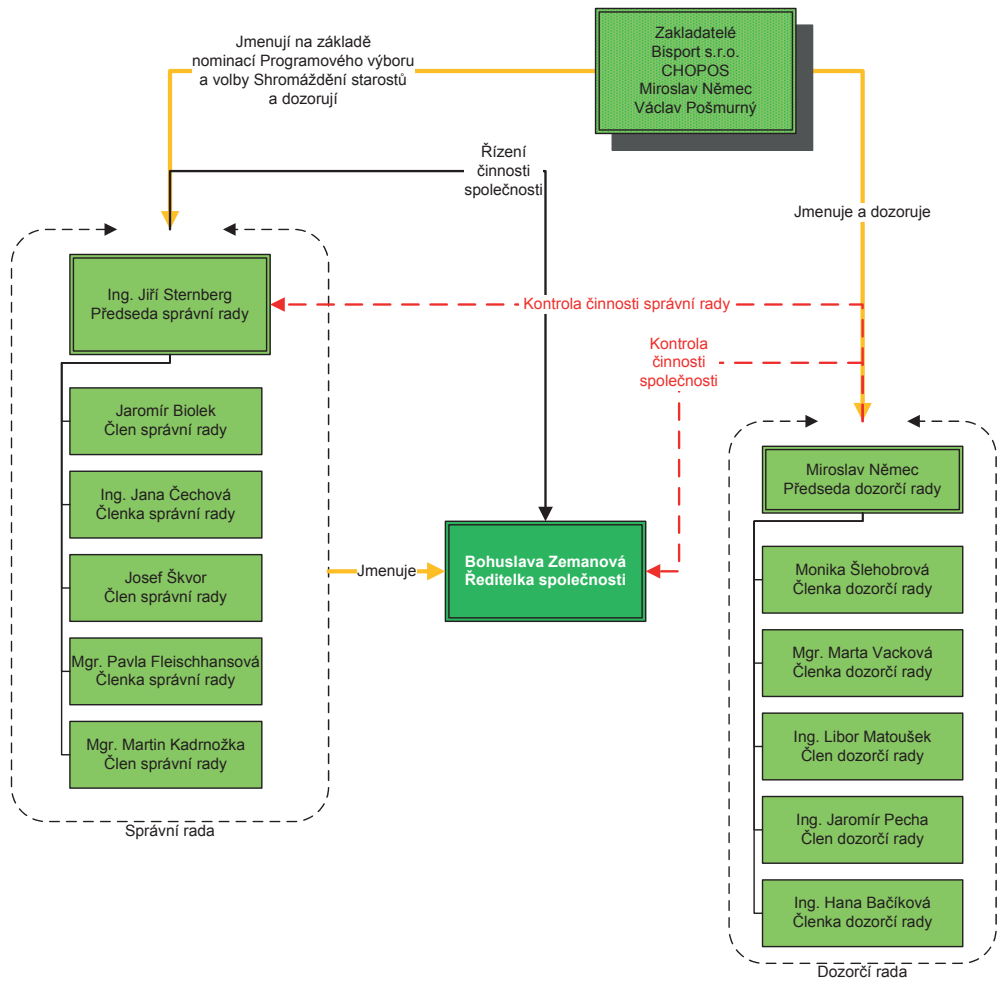 Zakladatelé
Bisport s.r.o.
CHOPOS
Miroslav Němec
Václav Pošmurný
Jmenují na základě
nominací Programového výboru
a volby Shromáždění starostů
a dozorují
Řízení
činnosti
společnosti
Jmenuje a dozoruje
Ing. Jiří Sternberg
Předseda správní rady
Kontrola činnosti správní rady
Kontrola
činnosti
společnosti
Jaromír Biolek
Člen správní rady
Ing. Jana Čechová
Členka správní rady
Josef Škvor
Člen správní rady
Mgr. Pavla Fleischhansová
Členka správní rady
Mgr. Martin Kadrnožka
Člen správní rady
Správní rada
Jmenuje
Bohuslava Zemanová
Ředitelka společnosti
Miroslav Němec
Předseda dozorčí rady
Monika Šlehobrová
Členka dozorčí rady
Mgr. Marta Vacková
Členka dozorčí rady
Ing. Libor Matoušek
Člen dozorčí rady
Ing. Jaromír Pecha
Člen dozorčí rady
Ing. Hana Bačíková
Členka dozorčí rady
Dozorčí rada